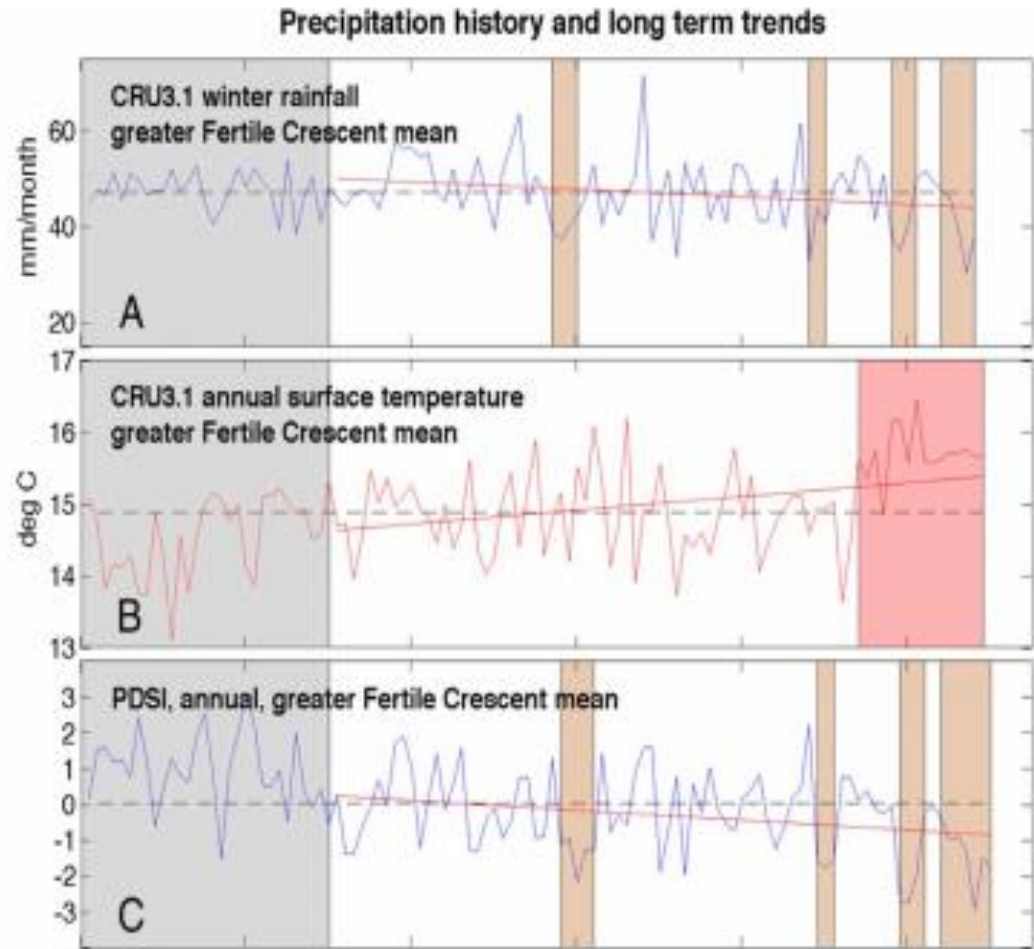 Precipitation history and long term trends
CRU3.1 winter rainfall
greater Fertile Crescent mean
mm/month
60
40
20
A
CRU3.1 annual surface temperature
greater Fertile Crescent mean
deg C
17
16
15
14
13
B
PDSI, annual, greater Fertile Crescent mean
3
2
1
0
-1
-2
-3
C